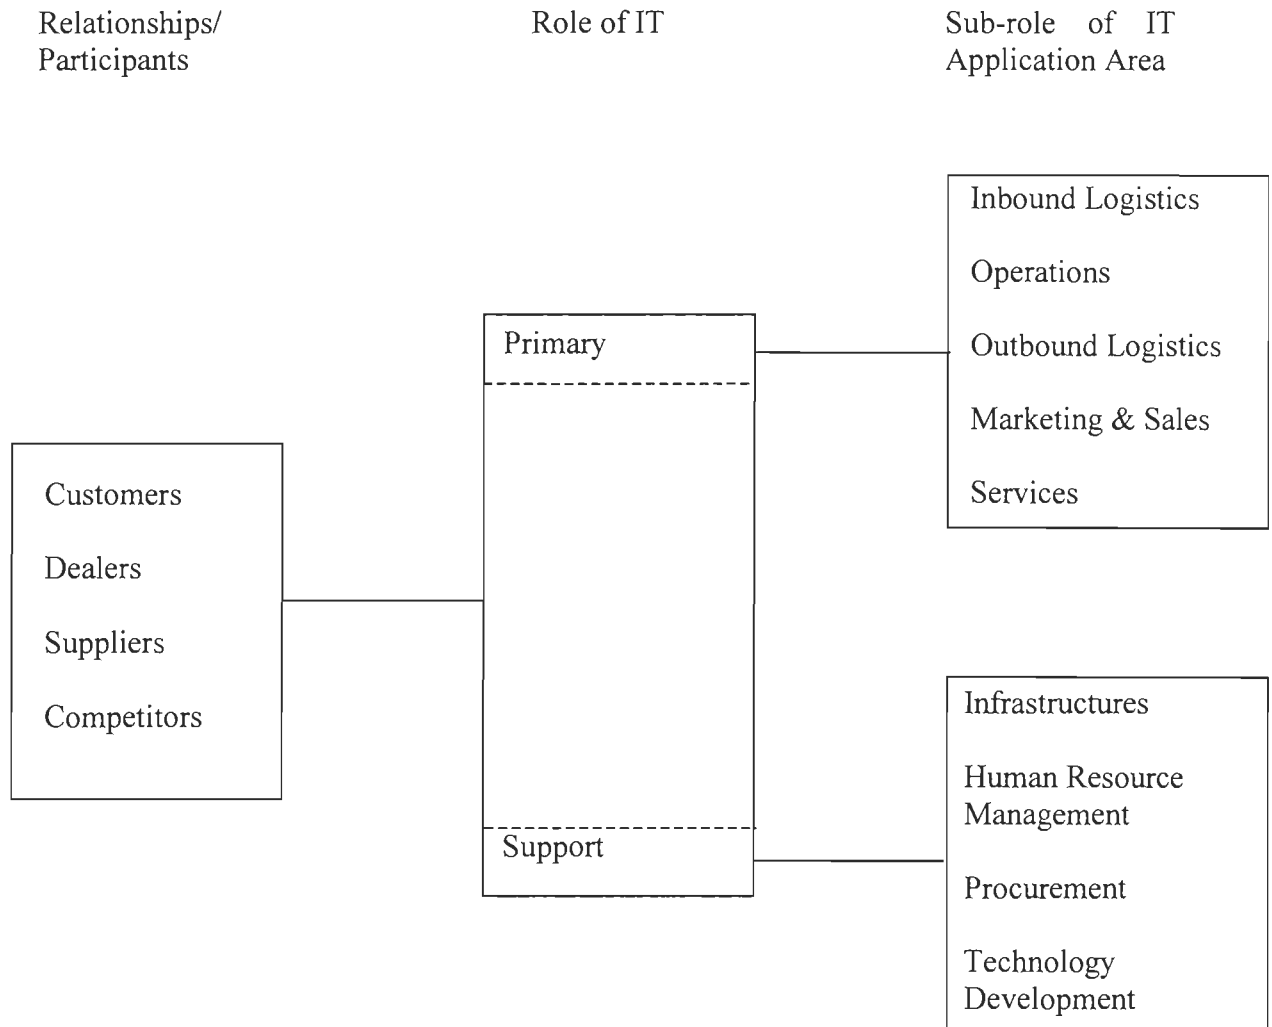 Relationships/
Participants
Role of IT
Sub-role of IT
Application Area
Inbound Logistics
Operations
Outbound Logistics
Marketing & Sales
Services
Primary
Customers
Dealers
Suppliers
Competitors
Support
Infrastructures
Human Resource
Management
Procurement
Technology
Development